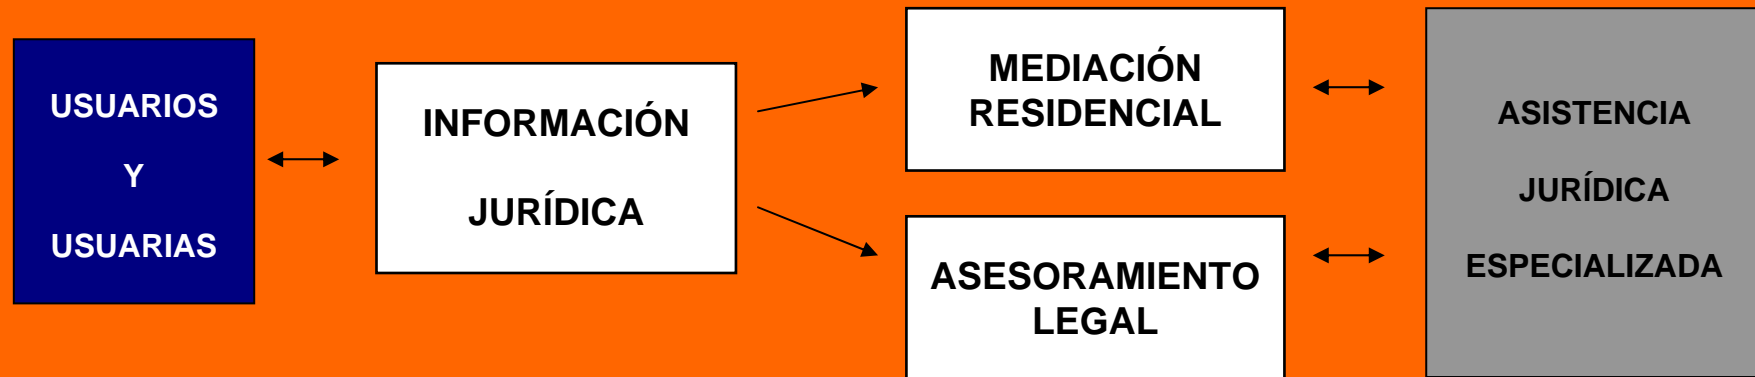 USUARIOS
Y
USUARIAS
INFORMACIÓN
JURÍDICA
MEDIACIÓN
RESIDENCIAL
ASESORAMIENTO
LEGAL
ASISTENCIA
JURÍDICA
ESPECIALIZADA